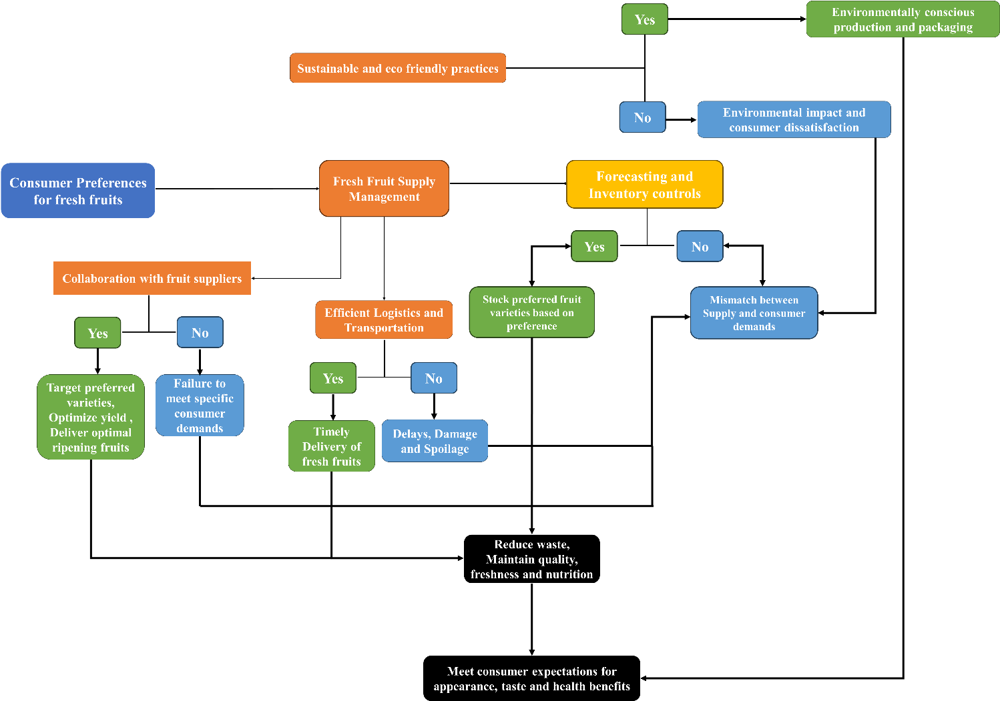 Yes
Environmentally conscious
production and packaging
Sustainable and eco friendly practices
No
Environmental impact and
consumer dissatisfaction
Consumer Preferences
for fresh fruits
Fresh Fruit Supply
Management
Forecasting and
Inventory controls
Yes
No
Collaboration with fruit suppliers
Stock preferred fruit
varieties based on
preference
Mismatch between
Supply and consumer
demands
Efficient Logistics and
Transportation
Yes
No
Yes
No
Target preferred
varieties,
Optimize yield ,
Deliver optimal
ripening fruits
Failure to
meet specific
consumer
demands
Timely
Delivery of
fresh fruits
Delays, Damage
and Spoilage
Reduce waste,
Maintain quality,
freshness and nutrition
Meet consumer expectations for
appearance, taste and health benefits